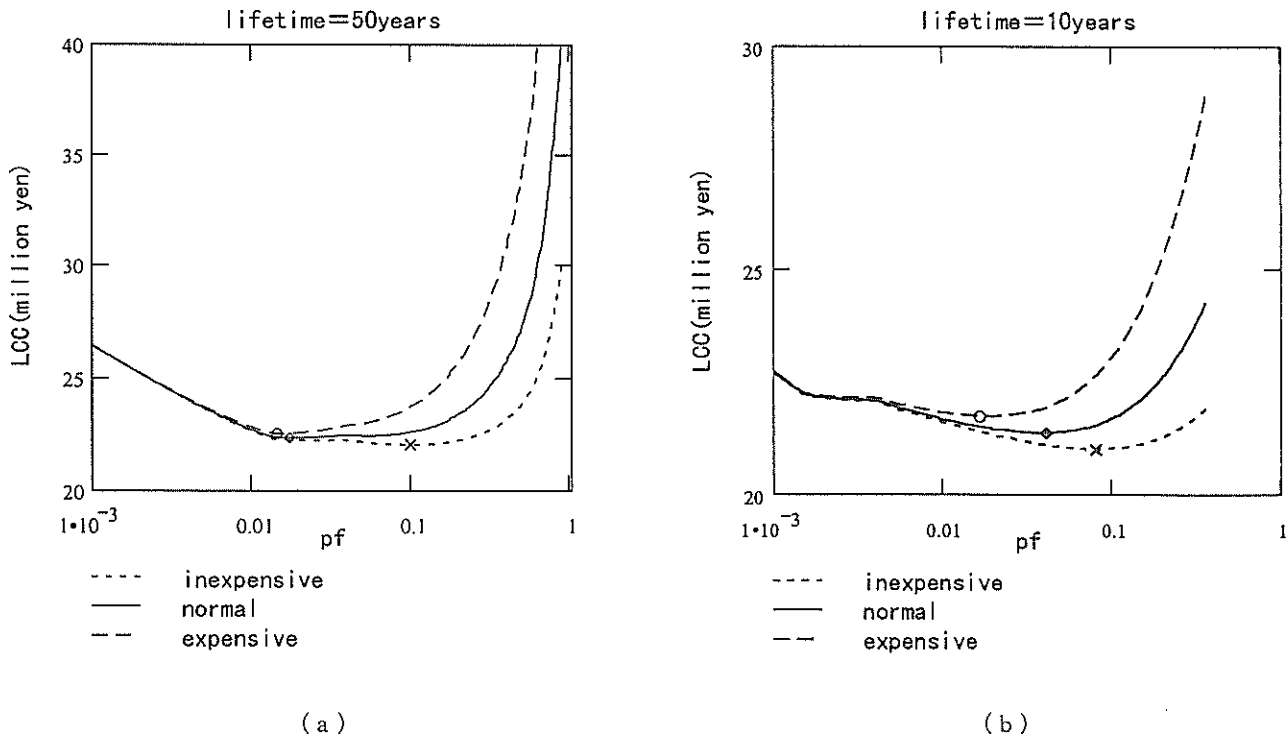 lifetime=50years
40
35
30
25
20
LCC(million yen)
1•10⁻³
0.01
0.1
1
pf
inexpensive
normal
expensive
(a)
lifetime=10years
30
25
20
LCC(million yen)
1•10⁻³
0.01
0.1
1
pf
inexpensive
normal
expensive
(b)